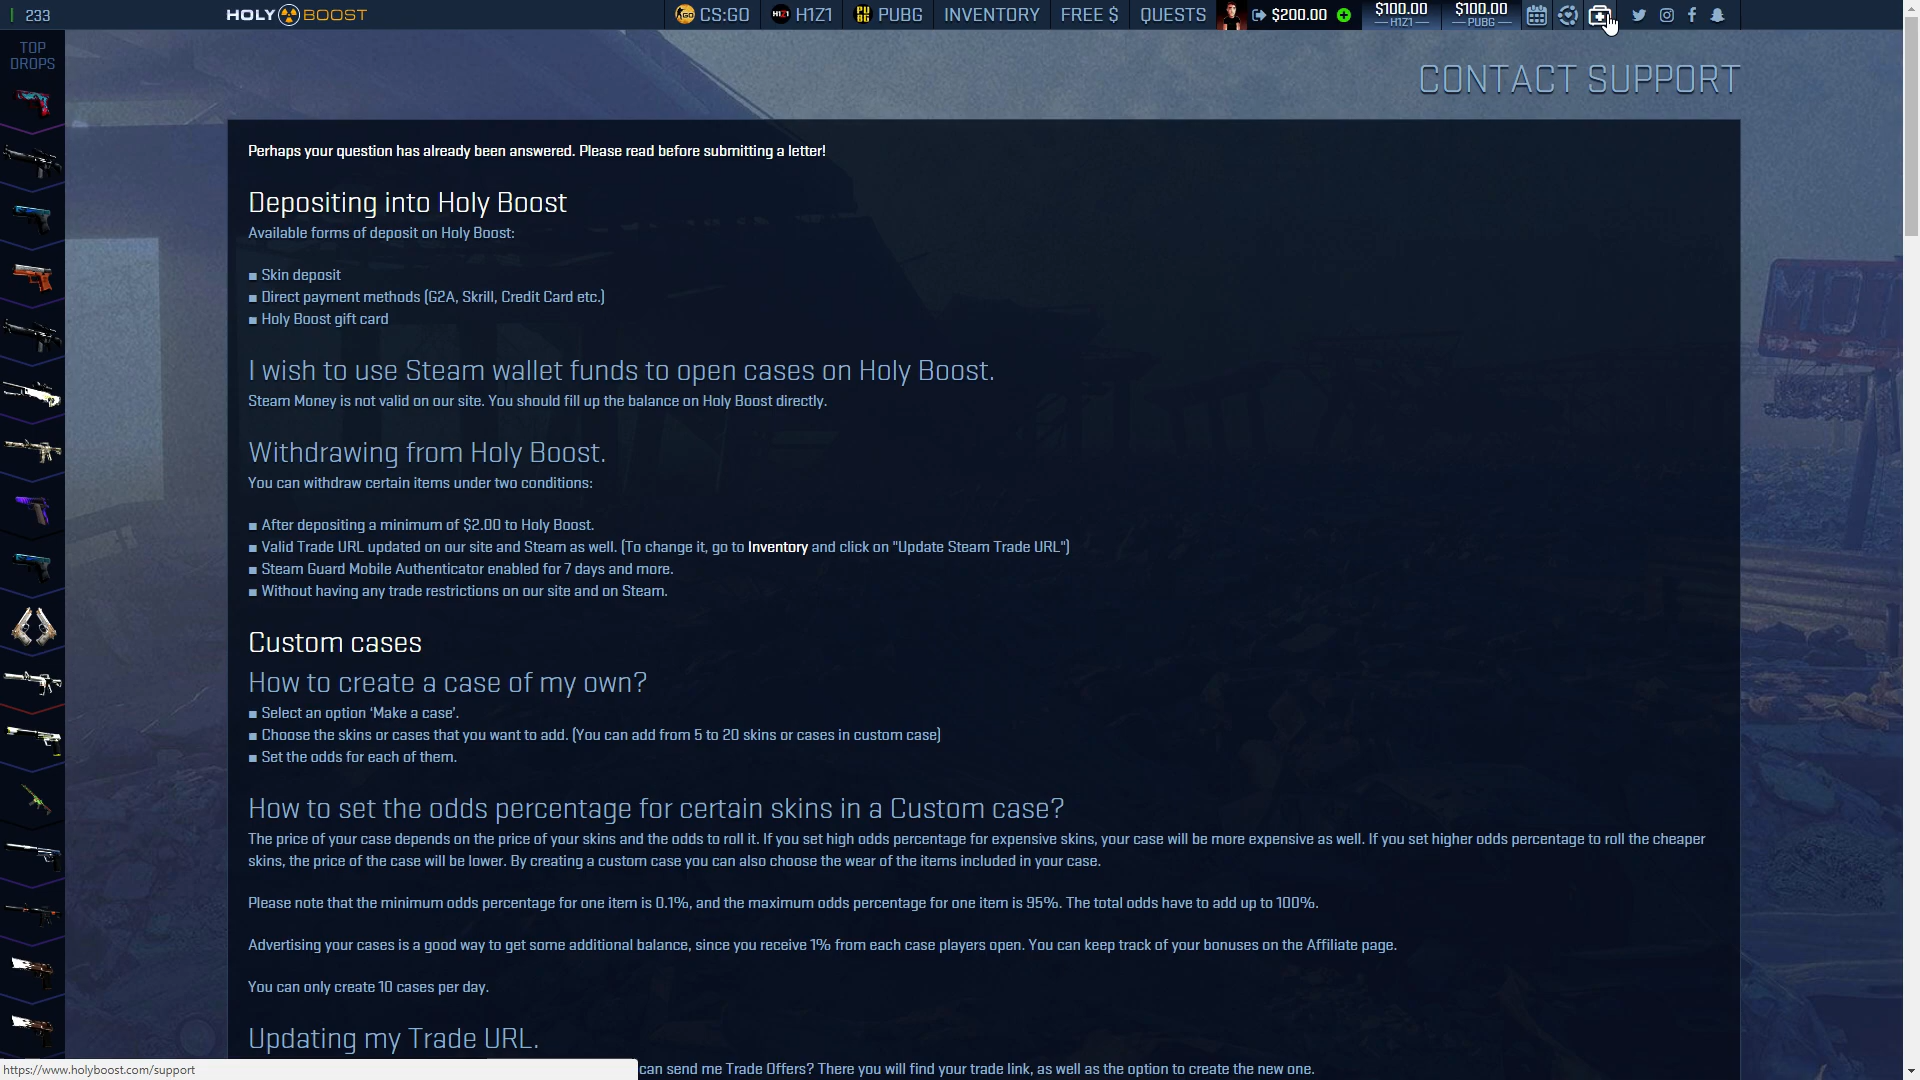 233
HOLY BOOST
CS:GO
H1Z1 H1Z1
PUBG PUBG
INVENTORY
FREE $
QUESTS
$200.00
$100.00
H1Z1
$100.00
PUBG
TOP
DROPS
CONTACT SUPPORT
Perhaps your question has already been answered. Please read before submitting a letter!
Depositing into Holy Boost
Available forms of deposit on Holy Boost:
■ Skin deposit
■ Direct payment methods (G2A, Skrill, Credit Card etc.)
■ Holy Boost gift card
I wish to use Steam wallet funds to open cases on Holy Boost.
Steam Money is not valid on our site. You should fill up the balance on Holy Boost directly.
Withdrawing from Holy Boost.
You can withdraw certain items under two conditions:
■ After depositing a minimum of $2.00 to Holy Boost.
■ Valid Trade URL updated on our site and Steam as well. (To change it, go to Inventory and click on "Update Steam Trade URL")
■ Steam Guard Mobile Authenticator enabled for 7 days and more.
■ Without having any trade restrictions on our site and on Steam.
Custom cases
How to create a case of my own?
■ Select an option ‘Make a case’.
■ Choose the skins or cases that you want to add. (You can add from 5 to 20 skins or cases in custom case)
■ Set the odds for each of them.
How to set the odds percentage for certain skins in a Custom case?
The price of your case depends on the price of your skins and the odds to roll it. If you set high odds percentage for expensive skins, your case will be more expensive as well. If you set higher odds percentage to roll the cheaper
skins, the price of the case will be lower. By creating a custom case you can also choose the wear of the items included in your case.
Please note that the minimum odds percentage for one item is 0.1%, and the maximum odds percentage for one item is 95%. The total odds have to add up to 100%.
Advertising your cases is a good way to get some additional balance, since you receive 1% from each case players open. You can keep track of your bonuses on the Affiliate page.
You can only create 10 cases per day.
Updating my Trade URL.
can send me Trade Offers? There you will find your trade link, as well as the option to create the new one.
https://www.holyboost.com/support